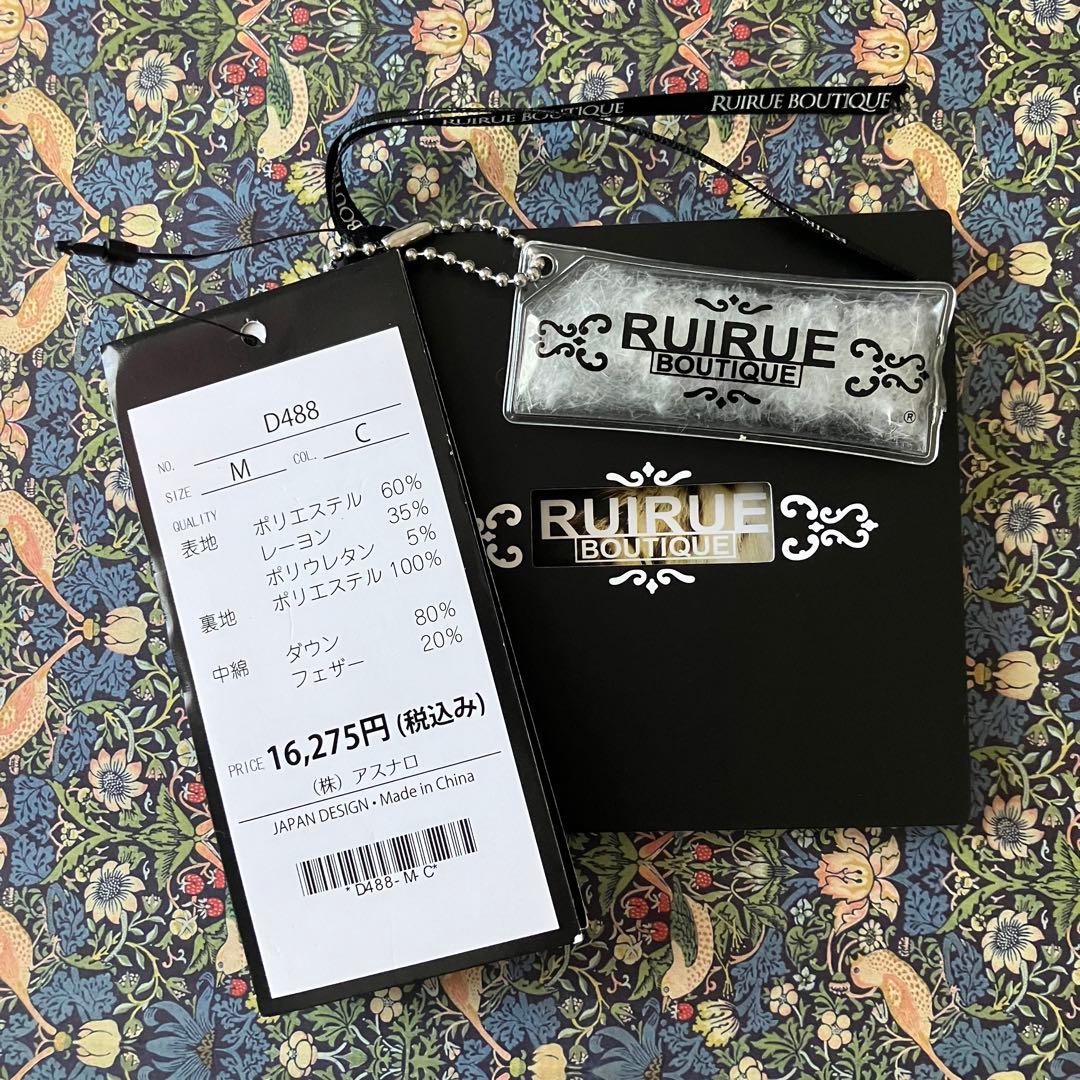 RUIRUE BOUTIQUE
RUIRUE BOUTIQUE
RUIRUE
BOUTIQUE
®
RUIRUE
BOUTIQUE
NO. D488
SIZE M COL. C
QUALITY
表地 ポリエステル 60%
レーヨン 35%
ポリウレタン 5%
裏地 ポリエステル 100%
中綿 ダウン 80%
フェザー 20%
PRICE 16,275円 (税込み)
(株) アスナロ
JAPAN DESIGN・Made in China
*D488-M-C*